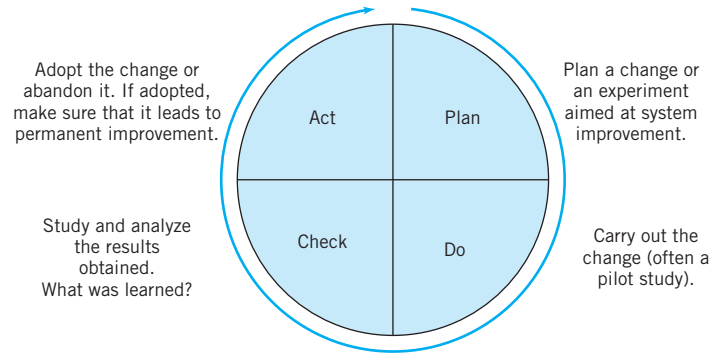 Adopt the change or
abandon it. If adopted,
make sure that it leads to
permanent improvement.
Act
Plan
Plan a change or
an experiment
aimed at system
improvement.
Study and analyze
the results
obtained.
What was learned?
Check
Do
Carry out the
change (often a
pilot study).